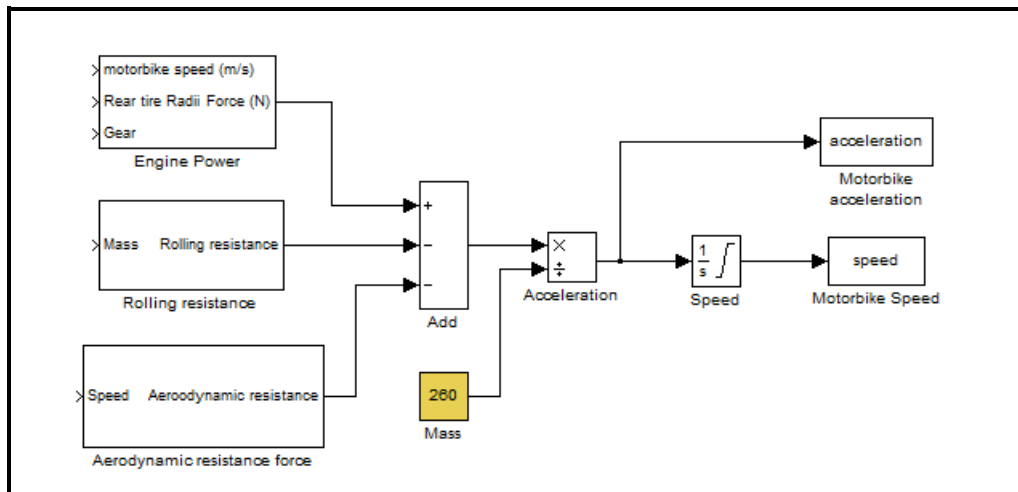 motorbike speed (m/s)
Rear tire Radii Force (N)
Gear
Engine Power
Mass Rolling resistance
Rolling resistance
Speed Aeroodynamic resistance
Aerodynamic resistance force
+
−
−
Add
260
Mass
×
÷
Acceleration
1
s
Speed
acceleration
Motorbike
acceleration
speed
Motorbike Speed